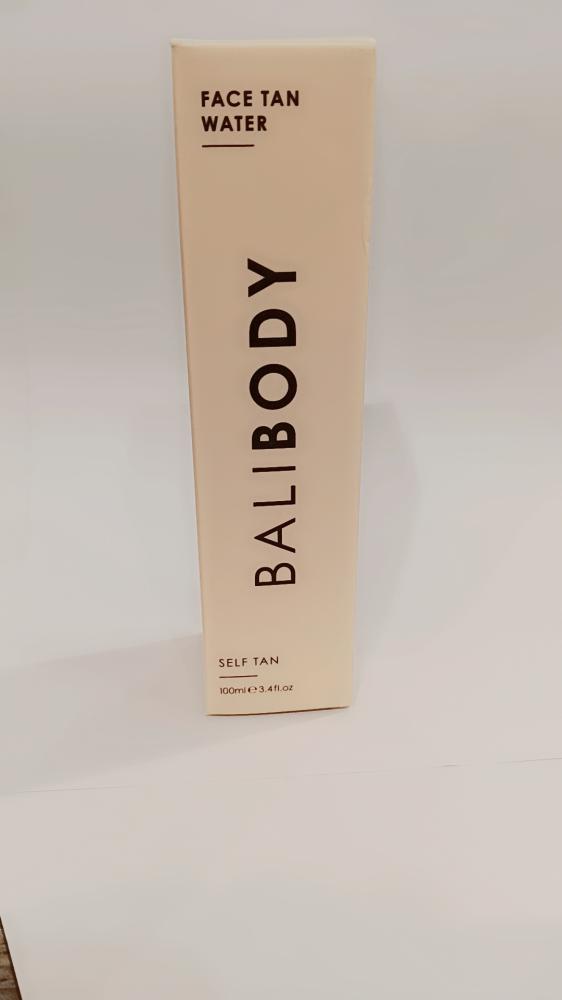 FACE TAN
WATER
BALIBODY
SELF TAN
100ml ℮ 3.4fl.oz